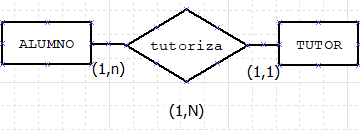 ALUMNO tutoriza TUTOR
(1,n) (1,1)
(1,N)